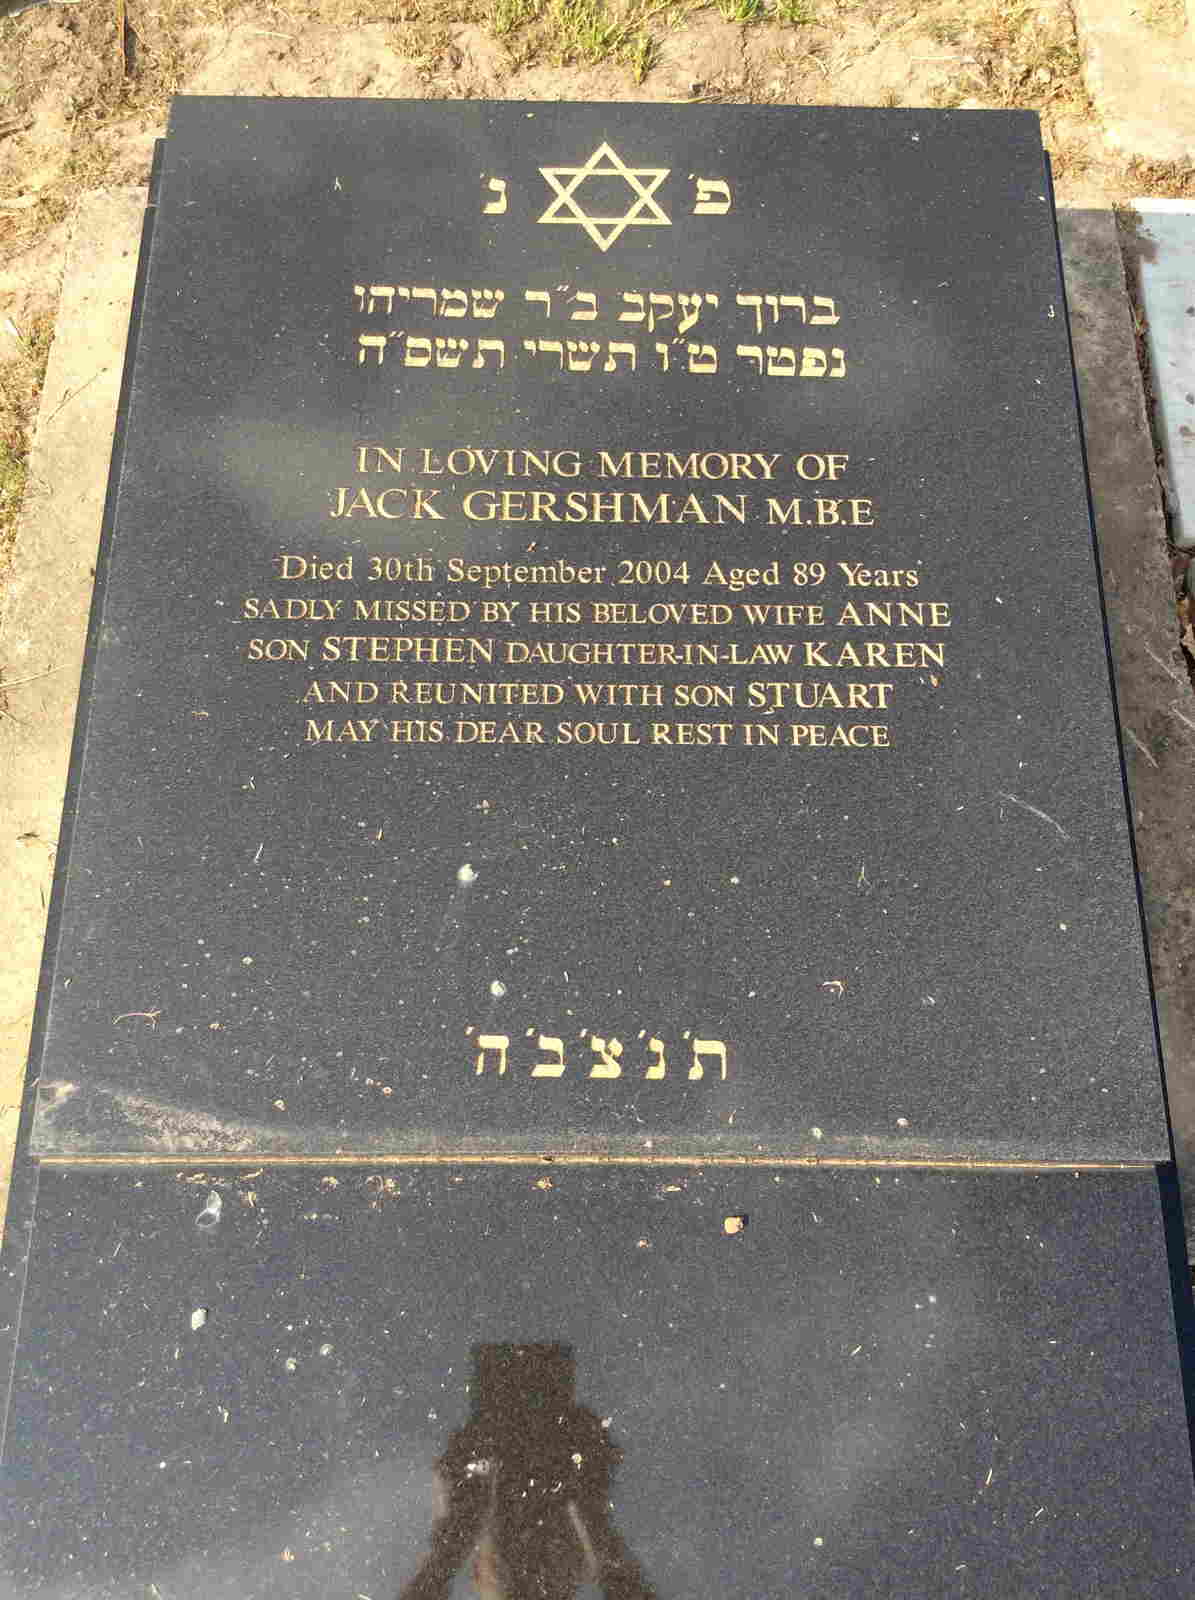 פ׳ נ׳
ברוך יעקב ב״ר שמריהו
נפטר ט״ו תשרי תשס״ה
IN LOVING MEMORY OF
JACK GERSHMAN M.B.E
Died 30th September 2004 Aged 89 Years
SADLY MISSED BY HIS BELOVED WIFE ANNE
SON STEPHEN DAUGHTER-IN-LAW KAREN
AND REUNITED WITH SON STUART
MAY HIS DEAR SOUL REST IN PEACE
ת׳ נ׳ צ׳ ב׳ ה׳